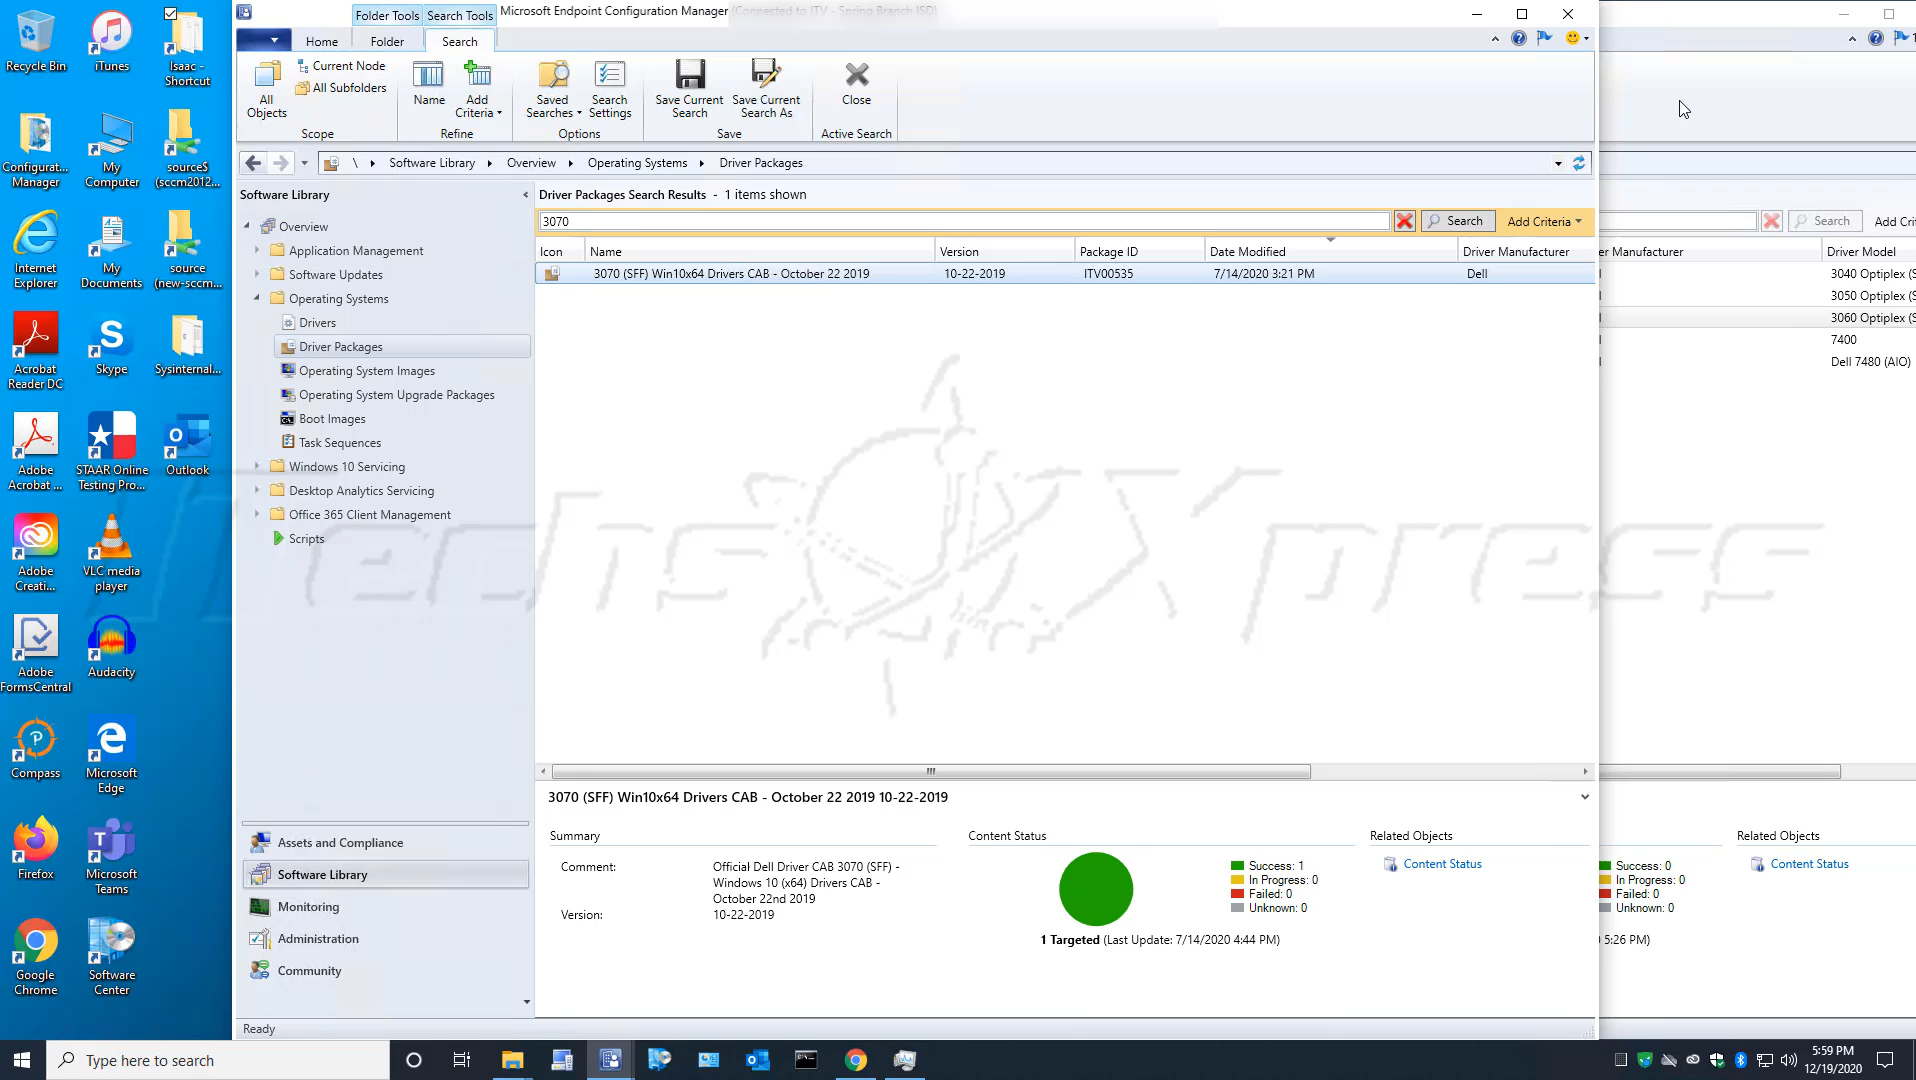 Recycle Bin
iTunes
Isaac -
Shortcut
Configurat...
Manager
My
Computer
source$
(sccm2012...
Internet
Explorer
My
Documents
source
(new-sccm...
Acrobat
Reader DC
Skype
Sysinternal...
Adobe
Acrobat ...
STAAR Online
Testing Pro...
Outlook
Adobe
Creati...
VLC media
player
Adobe
FormsCentral
Audacity
Compass
Microsoft
Edge
Firefox
Microsoft
Teams
Google
Chrome
Software
Center
Folder Tools
Search Tools
Microsoft Endpoint Configuration Manager (Connected to ITV - Spring Branch ISD)
Home
Folder
Search
All
Objects
Current Node
All Subfolders
Scope
Name
Add
Criteria
Refine
Saved
Searches
Search
Settings
Options
Save Current
Search
Save Current
Search As
Save
Close
Active Search
\ Software Library Overview Operating Systems Driver Packages
Software Library
Overview
Application Management
Software Updates
Operating Systems
Drivers
Driver Packages
Operating System Images
Operating System Upgrade Packages
Boot Images
Task Sequences
Windows 10 Servicing
Desktop Analytics Servicing
Office 365 Client Management
Scripts
Assets and Compliance
Software Library
Monitoring
Administration
Community
Driver Packages Search Results - 1 items shown
3070
Search
Add Criteria
Icon Name Version Package ID Date Modified Driver Manufacturer
3070 (SFF) Win10x64 Drivers CAB - October 22 2019 10-22-2019 ITV00535 7/14/2020 3:21 PM Dell
Techs Xpress
3070 (SFF) Win10x64 Drivers CAB - October 22 2019 10-22-2019
Summary
Comment: Official Dell Driver CAB 3070 (SFF) -
Windows 10 (x64) Drivers CAB -
October 22nd 2019
Version: 10-22-2019
Content Status
Success: 1
In Progress: 0
Failed: 0
Unknown: 0
1 Targeted (Last Update: 7/14/2020 4:44 PM)
Related Objects
Content Status
Search
Add Cri
er Manufacturer
Driver Model
3040 Optiplex (S
3050 Optiplex (S
3060 Optiplex (S
7400
Dell 7480 (AIO)
Success: 0
In Progress: 0
Failed: 0
Unknown: 0
5:26 PM)
Related Objects
Content Status
Ready
Type here to search
5:59 PM
12/19/2020